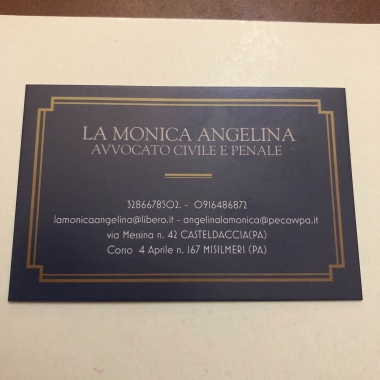 LA MONICA ANGELINA
AVVOCATO CIVILE E PENALE
3286678502. - 0916486872
lamonicaangelina@libero.it - angelinalamonica@pecavvpa.it
via Messina n. 42 CASTELDACCIA(PA)
Corso 4 Aprile n. 167 MISILMERI (PA)